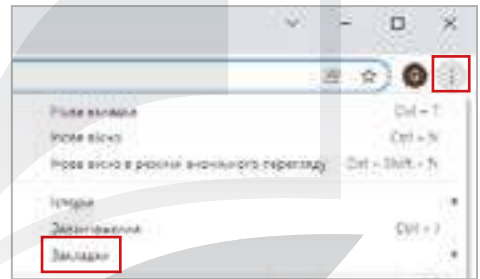 Нова вкладка Ctrl + T
Нове вікно Ctrl + N
Нове вікно в режимі анонімного перегляду Ctrl + Shift + N
Історія
Завантаження Ctrl + J
Закладки